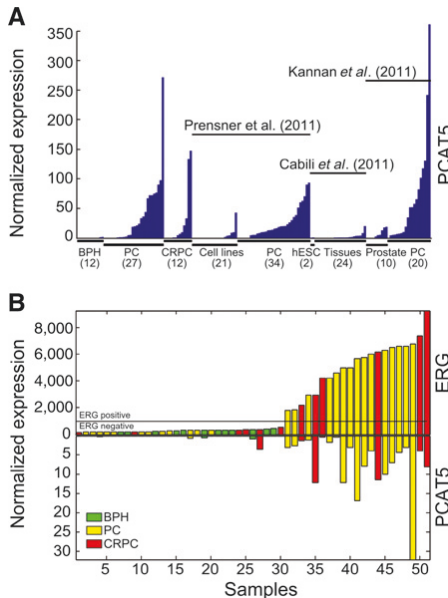 A
Normalized expression
350
300
250
200
150
100
50
0
Kannan et al. (2011)
Prensner et al. (2011)
Cabili et al. (2011)
PCAT5
BPH PC CRPC Cell lines PC hESC Tissues Prostate PC
(12) (27) (12) (21) (34) (2) (24) (10) (20)
B
Normalized expression
8,000
6,000
4,000
2,000
0
5
10
15
20
25
30
ERG positive
ERG negative
BPH
PC
CRPC
ERG
PCAT5
5 10 15 20 25 30 35 40 45 50
Samples